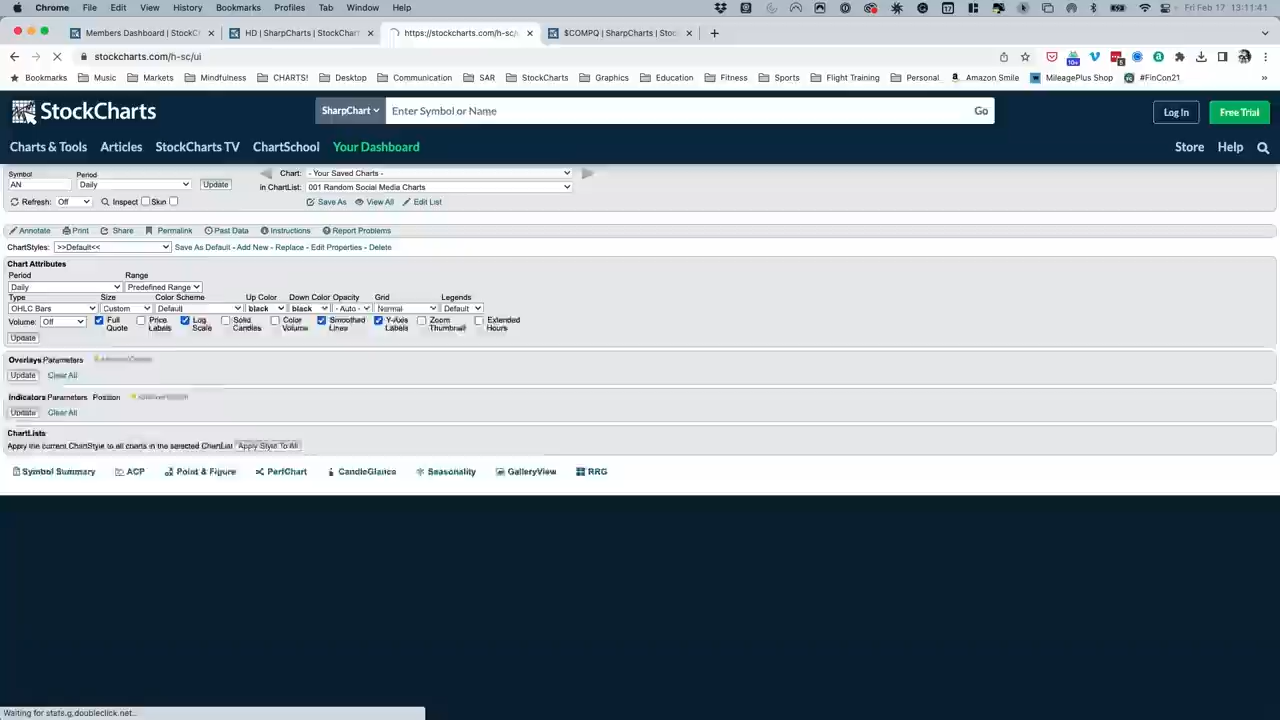 Chrome File Edit View History Bookmarks Profiles Tab Window Help Fri Feb 17 13:11:41
Members Dashboard | StockC HD | SharpCharts | StockChart https://stockcharts.com/h-sc/u $COMPQ | SharpCharts | Stoc
stockcharts.com/h-sc/ui
Bookmarks Music Markets Mindfulness CHARTS! Desktop Communication SAR StockCharts Graphics Education Fitness Sports Flight Training Personal Amazon Smile MileagePlus Shop #FinCon21 »
StockCharts SharpChart Enter Symbol or Name Go Log In Free Trial
Charts & Tools Articles StockCharts TV ChartSchool Your Dashboard Store Help
Symbol Period Chart: - Your Saved Charts -
AN Daily Update in ChartList: 001 Random Social Media Charts
Refresh: Off Inspect Skin Save As View All Edit List
Annotate Print Share Permalink Past Data Instructions Report Problems
ChartStyles: >>Default<< Save As Default - Add New - Replace - Edit Properties - Delete
Chart Attributes
Period Range
Daily Predefined Range
Type Size Color Scheme Up Color Down Color Opacity Grid Legends
OHLC Bars Custom Default black black - Auto - Normal Default
Volume: Off Full Quote Price Labels Log Scale Solid Candles Color Volume Smoothed Lines Y-Axis Labels Zoom Thumbnail Extended Hours
Update
Overlays Parameters
Update Clear All
Indicators Parameters Position
Update Clear All
ChartLists
Apply the current ChartStyle to all charts in the selected ChartList Apply Style To All
Symbol Summary ACP Point & Figure PerfChart CandleGlance Seasonality GalleryView RRG
Waiting for stats.g.doubleclick.net...